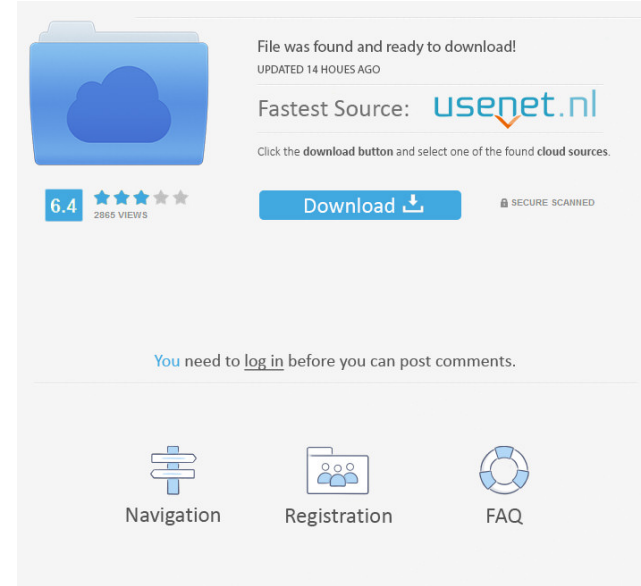 File was found and ready to download!
UPDATED 14 HOUES AGO
Fastest Source: usenet.nl
Click the download button and select one of the found cloud sources.
6.4
2865 VIEWS
Download
SECURE SCANNED
You need to log in before you can post comments.
Navigation
Registration
FAQ